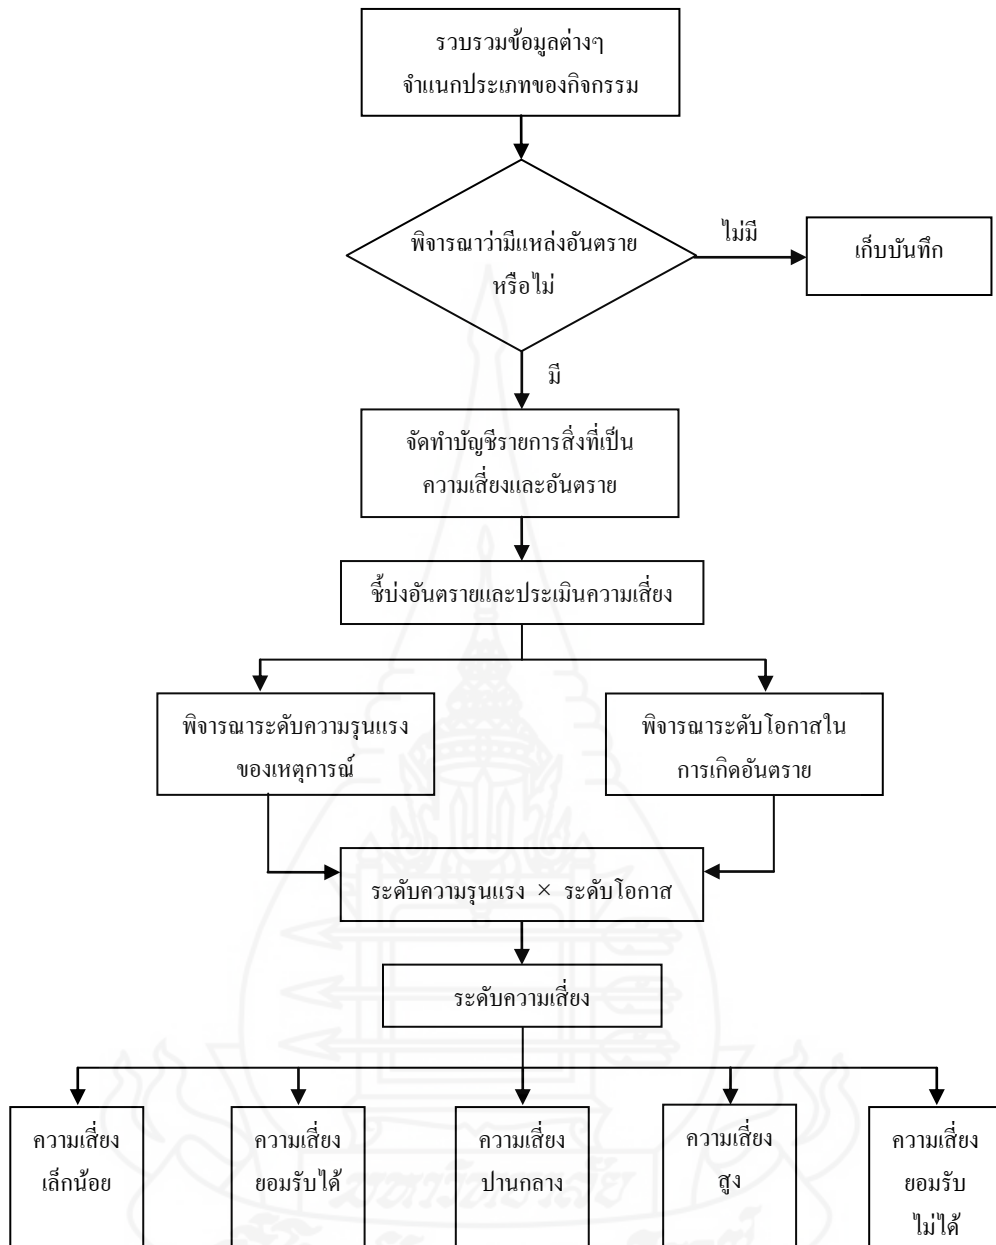 รวบรวมข้อมูลต่างๆ
จำแนกประเภทของกิจกรรม
พิจารณาว่ามีแหล่งอันตราย
หรือไม่
ไม่มี
เก็บบันทึก
มี
จัดทำบัญชีรายการสิ่งที่เป็น
ความเสี่ยงและอันตราย
ชี้บ่งอันตรายและประเมินความเสี่ยง
พิจารณาระดับความรุนแรง
ของเหตุการณ์
พิจารณาระดับโอกาสใน
การเกิดอันตราย
ระดับความรุนแรง × ระดับโอกาส
ระดับความเสี่ยง
ความเสี่ยง
เล็กน้อย
ความเสี่ยง
ยอมรับได้
ความเสี่ยง
ปานกลาง
ความเสี่ยง
สูง
ความเสี่ยง
ยอมรับ
ไม่ได้